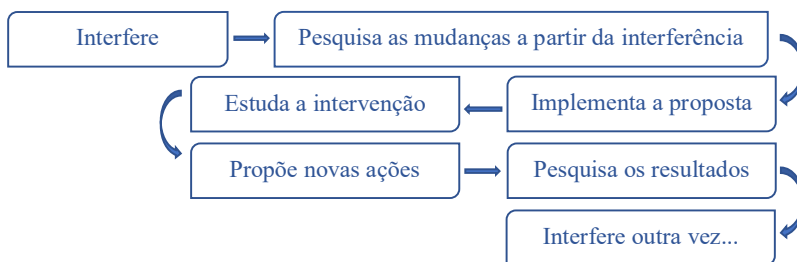 Interfere
Pesquisa as mudanças a partir da interferência
Implementa a proposta
Estuda a intervenção
Propõe novas ações
Pesquisa os resultados
Interfere outra vez...